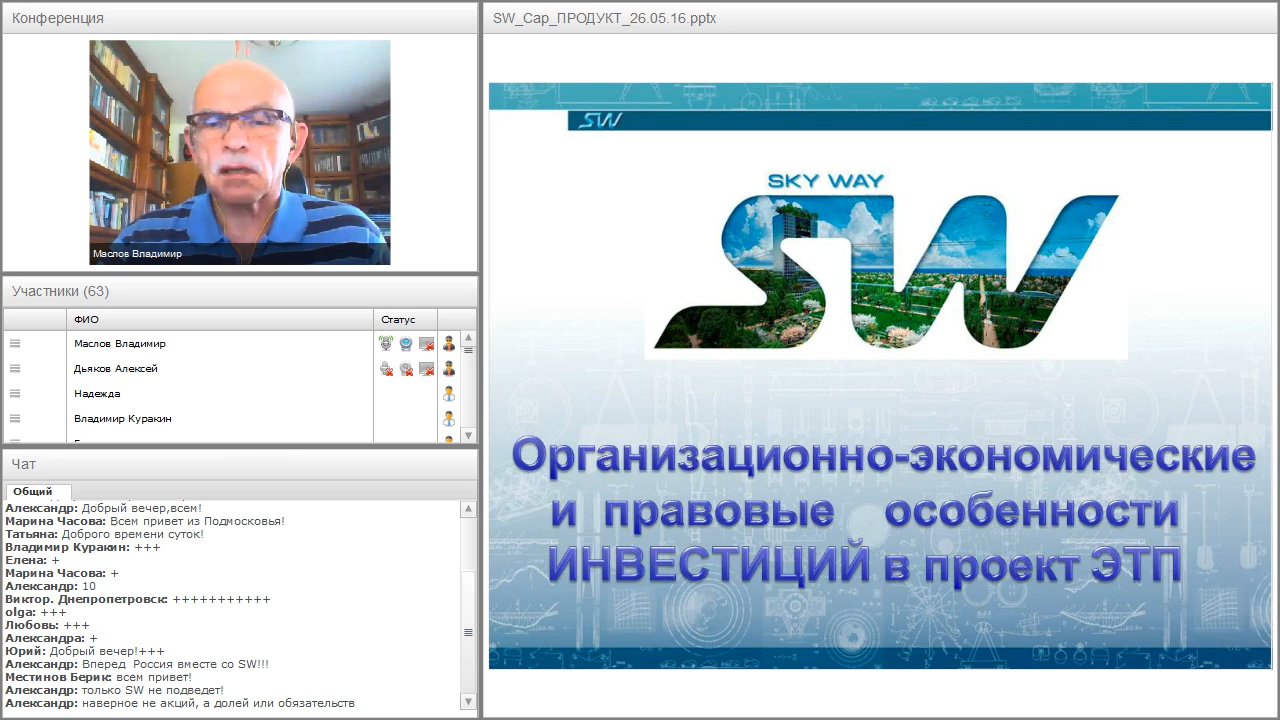 Конференция
Маслов Владимир
Участники (63)
ФИО
Статус
Маслов Владимир
Дьяков Алексей
Надежда
Владимир Куракин
Чат
Общий
Александр: Добрый вечер,всем!
Марина Часова: Всем привет из Подмосковья!
Татьяна: Доброго времени суток!
Владимир Куракин: +++
Елена: +
Марина Часова: +
Александр: 10
Виктор, Днепропетровск: +++++++++++
olga: +++
Любовь: +++
Александра: +
Юрий: Добрый вечер!+++
Александр: Перед Россия вместе со SW!!!
Местинов Берик: всем привет!
Александр: только SW не подведет!
Александр: наверное не акций, а долей или обязательств
SW_Cap_ПРОДУКТ_26.05.16.pptx
SW
SKY WAY
SW
Организационно-экономические
и правовые особенности
ИНВЕСТИЦИЙ в проект ЭТП